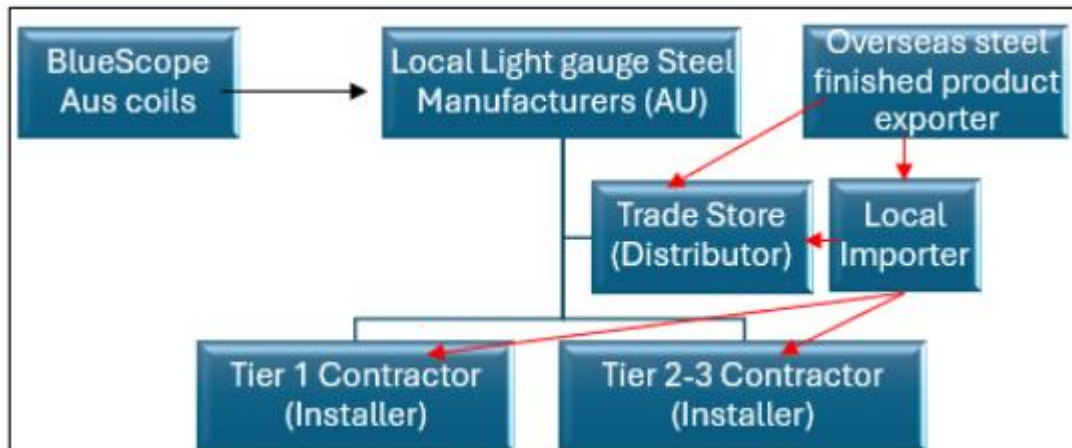 BlueScope
Aus coils
Local Light gauge Steel
Manufacturers (AU)
Overseas steel
finished product
exporter
Trade Store
(Distributor)
Local
Importer
Tier 1 Contractor
(Installer)
Tier 2-3 Contractor
(Installer)